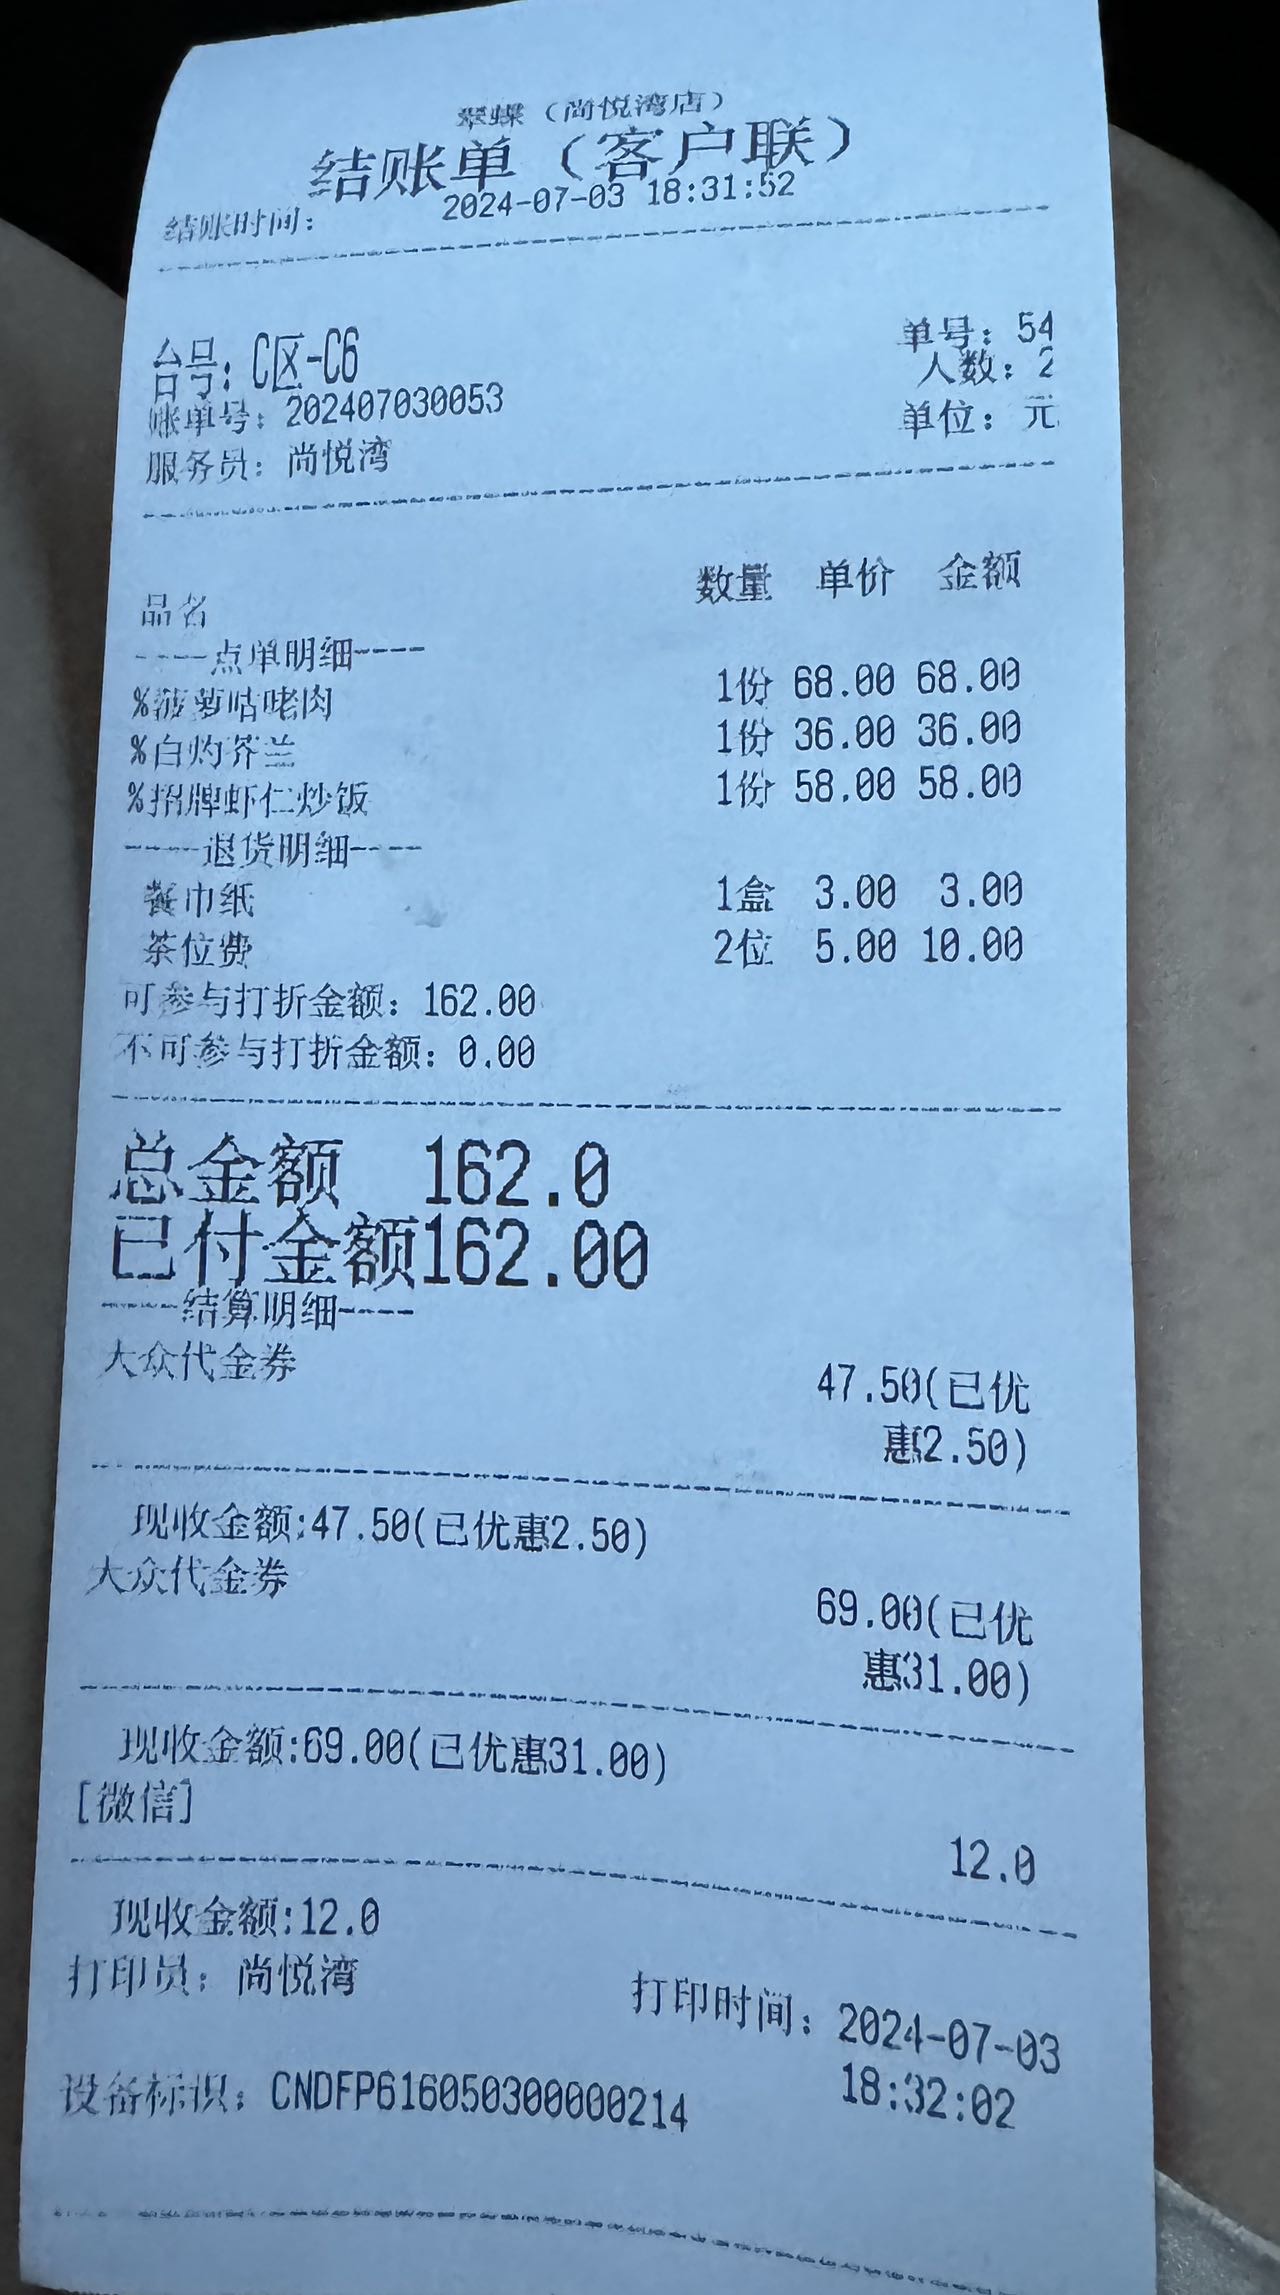 翠蝶（尚悦湾店）
结账单（客户联）
结账时间： 2024-07-03 18:31:52
台号：C区-C6 单号：54
人数：2
账单号：202407030053
单位：元
服务员：尚悦湾
品名 数量 单价 金额
----点单明细----
%菠萝咕咾肉 1份 68.00 68.00
%白灼芥兰 1份 36.00 36.00
%招牌虾仁炒饭 1份 58.00 58.00
----退货明细----
餐巾纸 1盒 3.00 3.00
茶位费 2位 5.00 10.00
可参与打折金额：162.00
不可参与打折金额：0.00
总金额 162.0
已付金额162.00
----结算明细----
大众代金券
47.50(已优
惠2.50)
现收金额:47.50(已优惠2.50)
大众代金券
69.00(已优
惠31.00)
现收金额:69.00(已优惠31.00)
[微信]
12.0
现收金额:12.0
打印员：尚悦湾 打印时间：2024-07-03
18:32:02
设备标识：CNDFP616050300000214